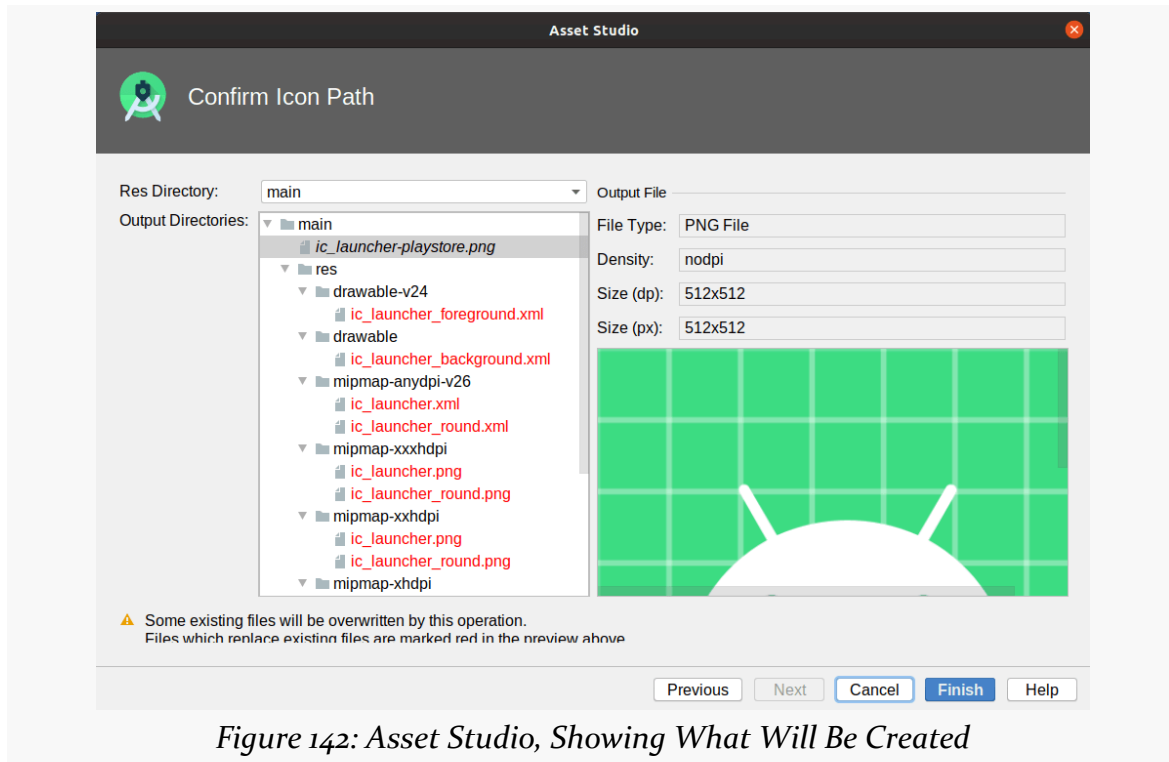 Asset Studio
Confirm Icon Path
Res Directory:
main
Output Directories:
main
ic_launcher-playstore.png
res
drawable-v24
ic_launcher_foreground.xml
drawable
ic_launcher_background.xml
mipmap-anydpi-v26
ic_launcher.xml
ic_launcher_round.xml
mipmap-xxxhdpi
ic_launcher.png
ic_launcher_round.png
mipmap-xxhdpi
ic_launcher.png
ic_launcher_round.png
mipmap-xhdpi
Output File
File Type: PNG File
Density: nodpi
Size (dp): 512x512
Size (px): 512x512
Some existing files will be overwritten by this operation.
Files which replace existing files are marked red in the preview above
Previous Next Cancel Finish Help
Figure 142: Asset Studio, Showing What Will Be Created